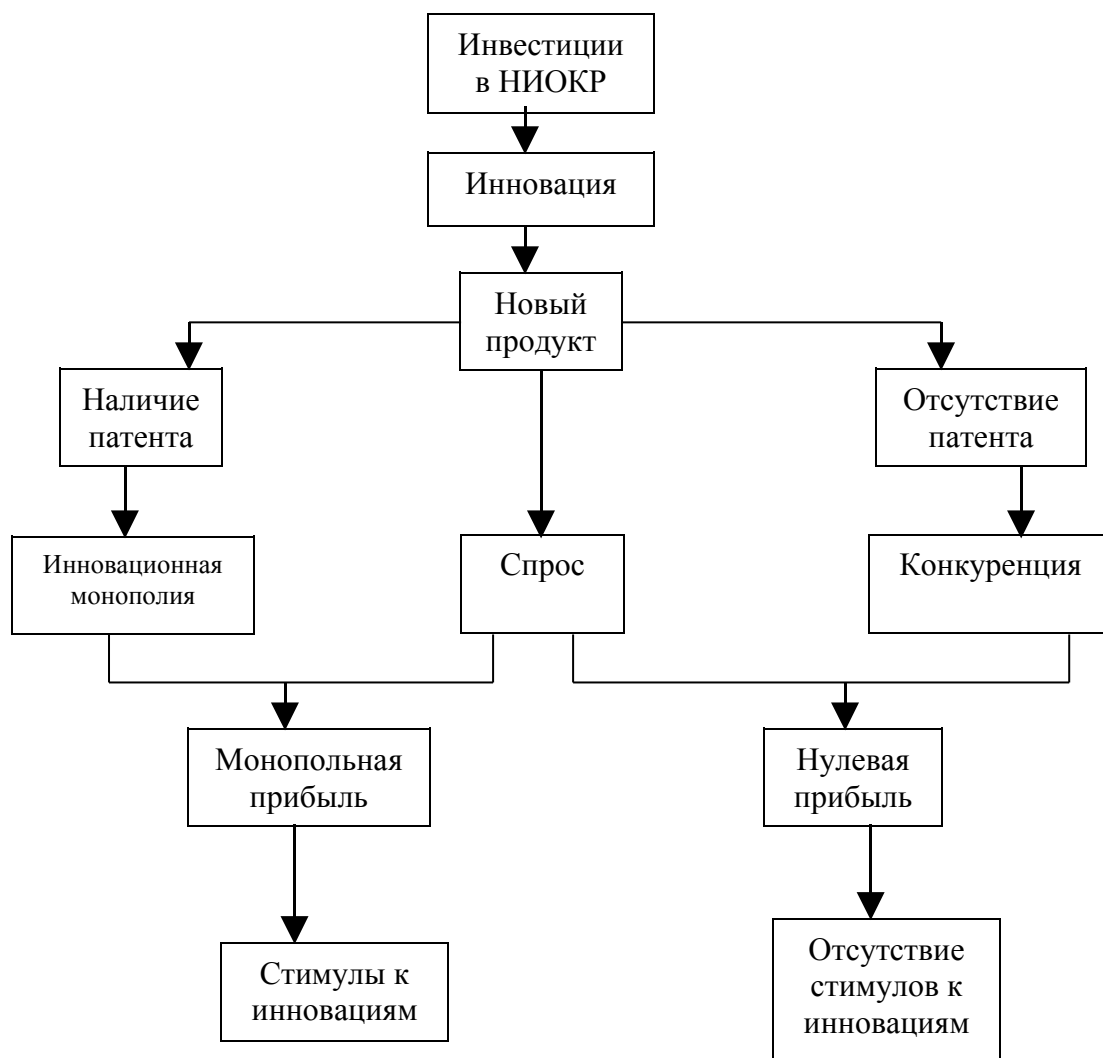 Инвестиции
в НИОКР
Инновация
Новый
продукт
Наличие
патента
Отсутствие
патента
Инновационная
монополия
Спрос
Конкуренция
Монопольная
прибыль
Нулевая
прибыль
Стимулы к
инновациям
Отсутствие
стимулов к
инновациям